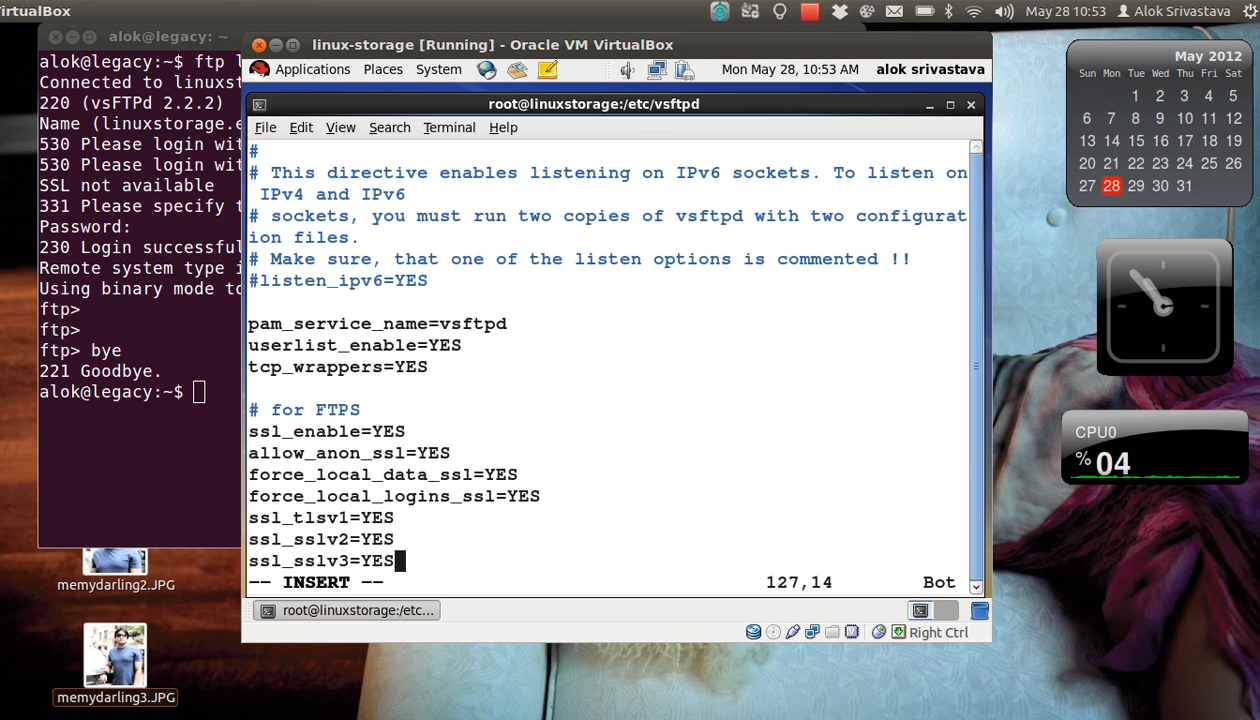 VirtualBox
May 28 10:53
Alok Srivastava
alok@legacy: ~
alok@legacy:~$ ftp
Connected to linuxst
220 (vsFTPd 2.2.2)
Name (linuxstorage.e
530 Please login wit
530 Please login wit
SSL not available
331 Please specify t
Password:
230 Login successful
Remote system type i
Using binary mode to
ftp>
ftp>
ftp> bye
221 Goodbye.
alok@legacy:~$
linux-storage [Running] - Oracle VM VirtualBox
Applications Places System
Mon May 28, 10:53 AM alok srivastava
root@linuxstorage:/etc/vsftpd
File Edit View Search Terminal Help
#
# This directive enables listening on IPv6 sockets. To listen on
IPv4 and IPv6
# sockets, you must run two copies of vsftpd with two configurat
ion files.
# Make sure, that one of the listen options is commented !!
#listen_ipv6=YES
pam_service_name=vsftpd
userlist_enable=YES
tcp_wrappers=YES
# for FTPS
ssl_enable=YES
allow_anon_ssl=YES
force_local_data_ssl=YES
force_local_logins_ssl=YES
ssl_tlsv1=YES
ssl_sslv2=YES
ssl_sslv3=YES
-- INSERT -- 127,14 Bot
root@linuxstorage:/etc...
Right Ctrl
May 2012
Sun Mon Tue Wed Thu Fri Sat
1 2 3 4 5
6 7 8 9 10 11 12
13 14 15 16 17 18 19
20 21 22 23 24 25 26
27 28 29 30 31
CPU0
% 04
memydarling2.JPG
memydarling3.JPG